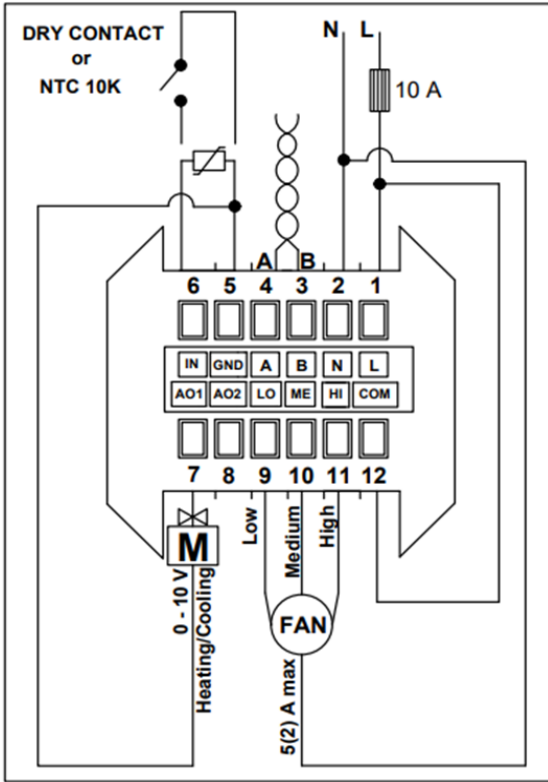 DRY CONTACT
or
NTC 10K
N L
10 A
A B
6 5 4 3 2 1
IN GND A B N L
AO1 AO2 LO ME HI COM
7 8 9 10 11 12
Low
Medium
High
M
0 - 10 V
Heating/Cooling
FAN
5(2) A max